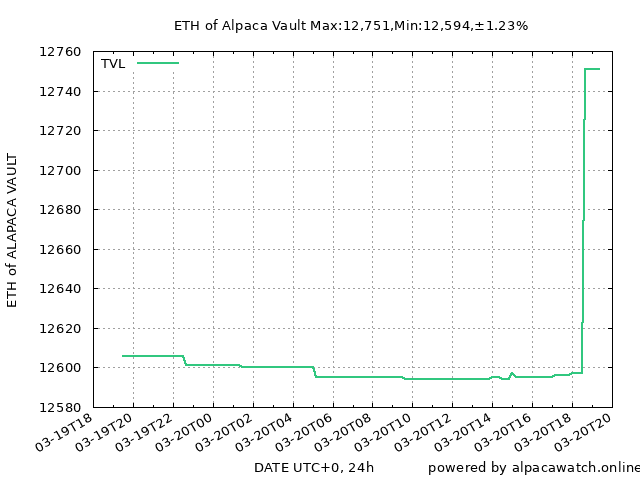 ETH of Alpaca Vault Max:12,751,Min:12,594,±1.23%
TVL
ETH of ALAPACA VAULT
12760
12740
12720
12700
12680
12660
12640
12620
12600
12580
03-19T18
03-19T20
03-19T22
03-20T00
03-20T02
03-20T04
03-20T06
03-20T08
03-20T10
03-20T12
03-20T14
03-20T16
03-20T18
03-20T20
DATE UTC+0, 24h
powered by alpacawatch.online